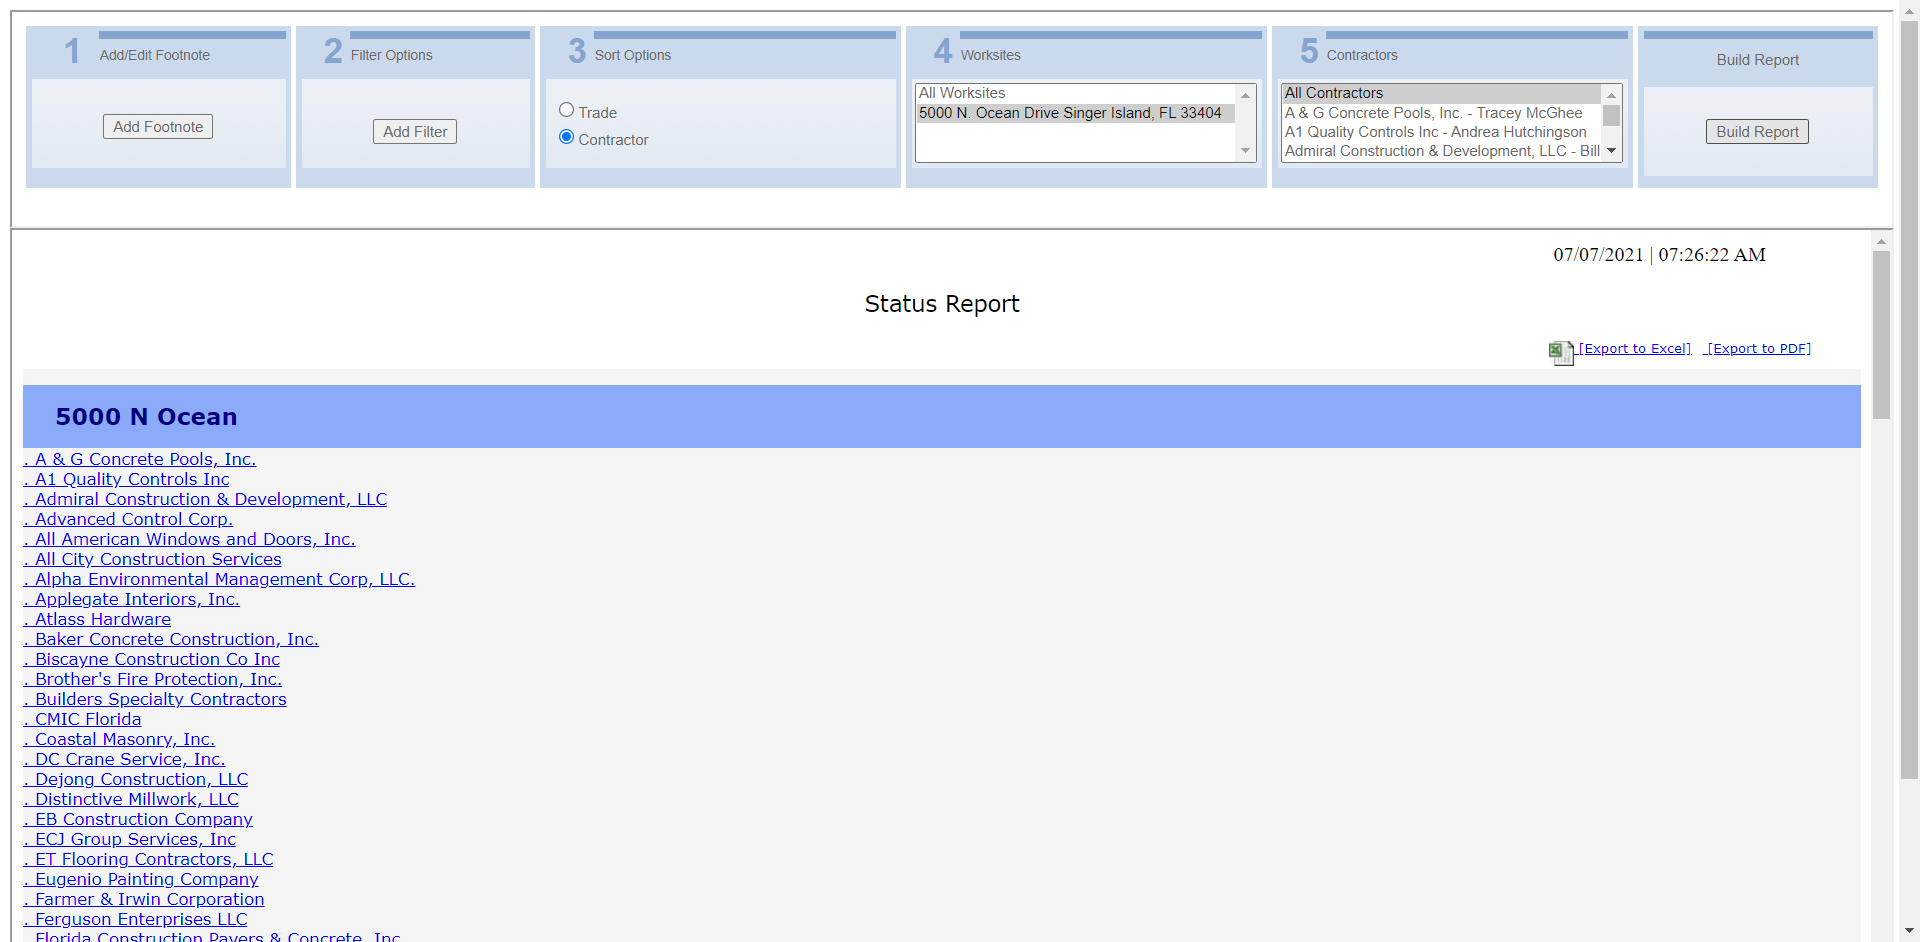 1 Add/Edit Footnote
Add Footnote
2 Filter Options
Add Filter
3 Sort Options
Trade
Contractor
4 Worksites
All Worksites
5000 N. Ocean Drive Singer Island, FL 33404
5 Contractors
All Contractors
A & G Concrete Pools, Inc. - Tracey McGhee
A1 Quality Controls Inc - Andrea Hutchingson
Admiral Construction & Development, LLC - Bill
Build Report
Build Report
07/07/2021 | 07:26:22 AM
Status Report
[Export to Excel] [Export to PDF]
5000 N Ocean
. A & G Concrete Pools, Inc.
. A1 Quality Controls Inc
. Admiral Construction & Development, LLC
. Advanced Control Corp.
. All American Windows and Doors, Inc.
. All City Construction Services
. Alpha Environmental Management Corp, LLC.
. Applegate Interiors, Inc.
. Atlass Hardware
. Baker Concrete Construction, Inc.
. Biscayne Construction Co Inc
. Brother's Fire Protection, Inc.
. Builders Specialty Contractors
. CMIC Florida
. Coastal Masonry, Inc.
. DC Crane Service, Inc.
. Dejong Construction, LLC
. Distinctive Millwork, LLC
. EB Construction Company
. ECJ Group Services, Inc
. ET Flooring Contractors, LLC
. Eugenio Painting Company
. Farmer & Irwin Corporation
. Ferguson Enterprises LLC
. Florida Construction Pavers & Concrete, Inc.